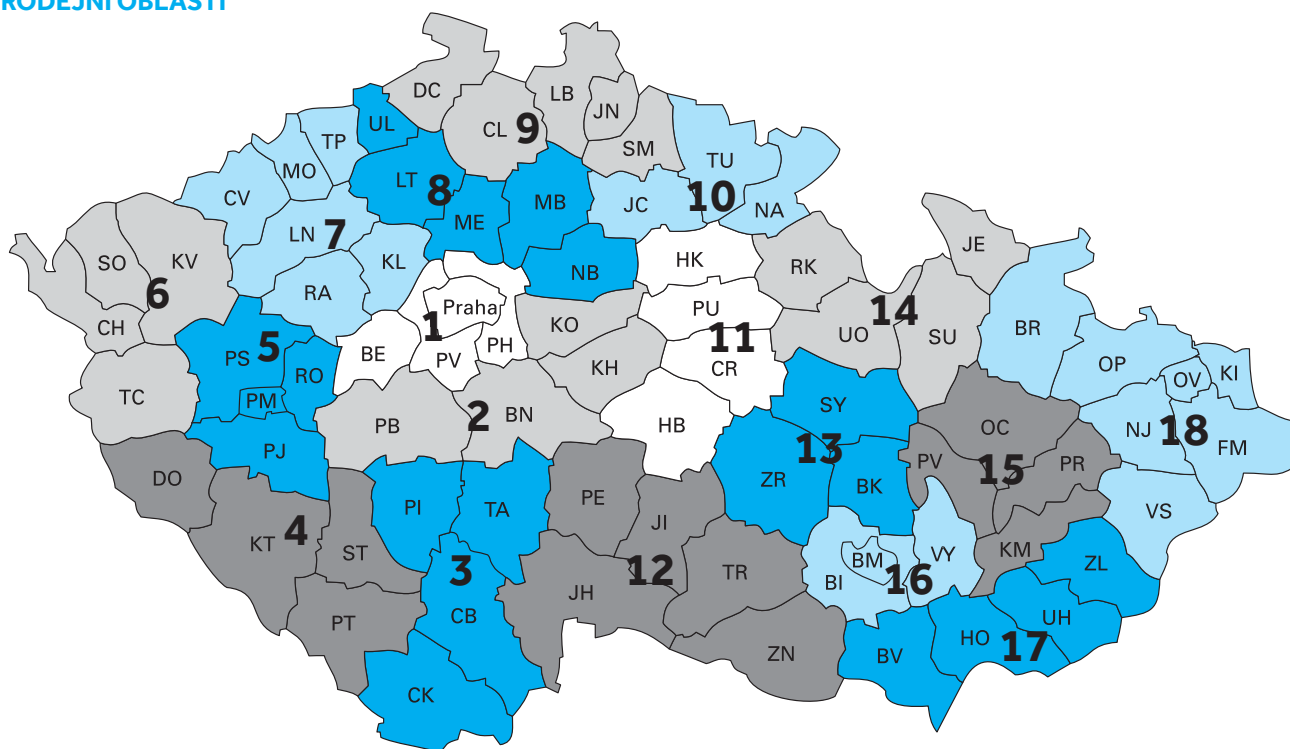 RODEJNÍ OBLASTI
DC
LB
JN
UL
CL
9
TP
SM
MO
TU
LT
8
CV
MB
10
JC
NA
ME
LN
7
SO
KV
KL
HK
RK
JE
NB
6
RA
Praha
PU
14
CH
1
KO
11
UO
SU
BR
PS
5
BE
PV
PH
KH
CR
OP
OV
KI
RO
TC
PM
SY
PB
2
BN
HB
OC
NJ
18
FM
PJ
13
DO
ZR
BK
PV
15
PR
PI
TA
PE
VS
KT
4
ST
JI
KM
3
12
TR
BI
BM
16
VY
ZL
JH
PT
CB
UH
ZN
BV
HO
17
CK